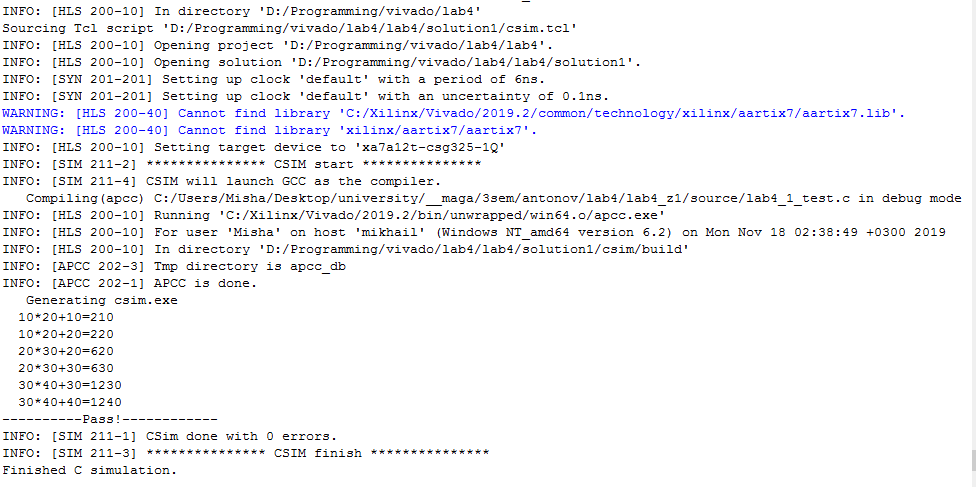 INFO: [HLS 200-10] In directory 'D:/Programming/vivado/lab4'
Sourcing Tcl script 'D:/Programming/vivado/lab4/lab4/solution1/csim.tcl'
INFO: [HLS 200-10] Opening project 'D:/Programming/vivado/lab4/lab4'.
INFO: [HLS 200-10] Opening solution 'D:/Programming/vivado/lab4/lab4/solution1'.
INFO: [SYN 201-201] Setting up clock 'default' with a period of 6ns.
INFO: [SYN 201-201] Setting up clock 'default' with an uncertainty of 0.1ns.
WARNING: [HLS 200-40] Cannot find library 'C:/Xilinx/Vivado/2019.2/common/technology/xilinx/aartix7/aartix7.lib'.
WARNING: [HLS 200-40] Cannot find library 'xilinx/aartix7/aartix7'.
INFO: [HLS 200-10] Setting target device to 'xa7a12t-csg325-1Q'
INFO: [SIM 211-2] *************** CSIM start ***************
INFO: [SIM 211-4] CSIM will launch GCC as the compiler.
   Compiling(apcc) C:/Users/Misha/Desktop/university/__maga/3sem/antonov/lab4/lab4_z1/source/lab4_1_test.c in debug mode
INFO: [HLS 200-10] Running 'C:/Xilinx/Vivado/2019.2/bin/unwrapped/win64.o/apcc.exe'
INFO: [HLS 200-10] For user 'Misha' on host 'mikhail' (Windows NT_amd64 version 6.2) on Mon Nov 18 02:38:49 +0300 2019
INFO: [HLS 200-10] In directory 'D:/Programming/vivado/lab4/lab4/solution1/csim/build'
INFO: [APCC 202-3] Tmp directory is apcc_db
INFO: [APCC 202-1] APCC is done.
   Generating csim.exe
  10*20+10=210
  10*20+20=220
  20*30+20=620
  20*30+30=630
  30*40+30=1230
  30*40+40=1240
----------Pass!------------
INFO: [SIM 211-1] CSim done with 0 errors.
INFO: [SIM 211-3] *************** CSIM finish ***************
Finished C simulation.